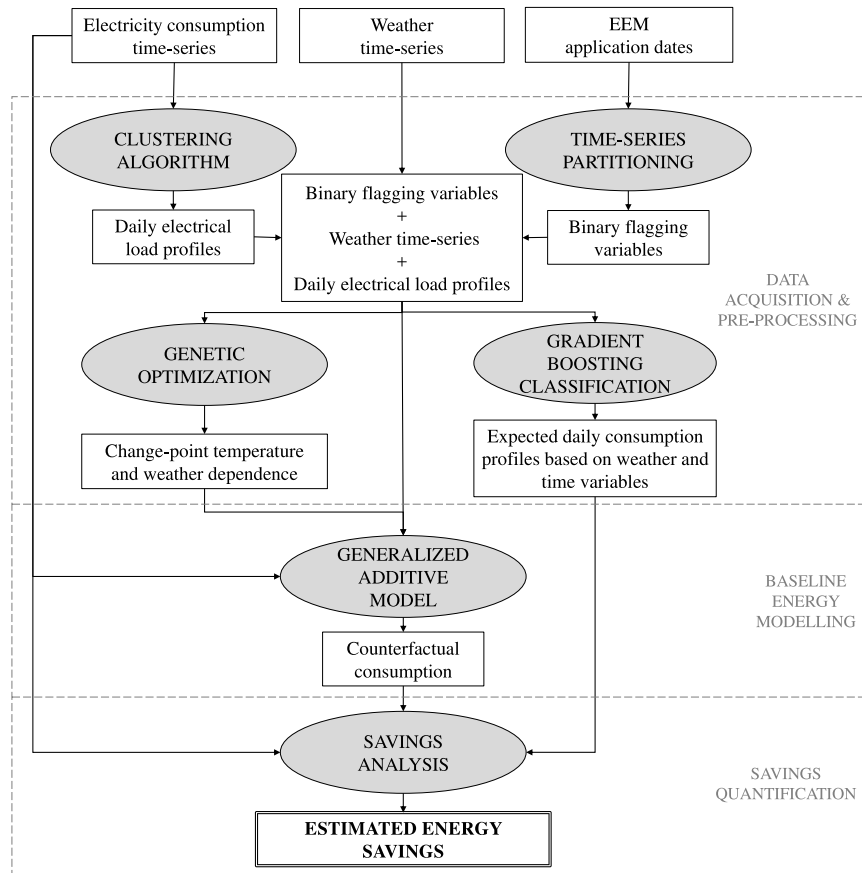 Electricity consumption
time-series
Weather
time-series
EEM
application dates
CLUSTERING
ALGORITHM
TIME-SERIES
PARTITIONING
Daily electrical
load profiles
Binary flagging variables
+
Weather time-series
+
Daily electrical load profiles
Binary flagging
variables
DATA
ACQUISITION &
PRE-PROCESSING
GENETIC
OPTIMIZATION
GRADIENT
BOOSTING
CLASSIFICATION
Change-point temperature
and weather dependence
Expected daily consumption
profiles based on weather and
time variables
GENERALIZED
ADDITIVE
MODEL
BASELINE
ENERGY
MODELLING
Counterfactual
consumption
SAVINGS
ANALYSIS
SAVINGS
QUANTIFICATION
ESTIMATED ENERGY
SAVINGS